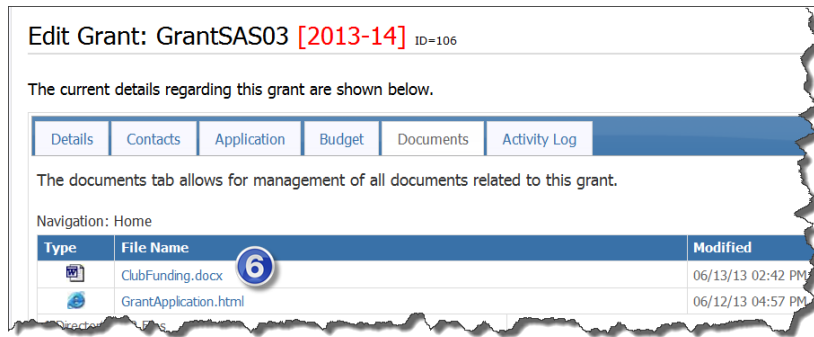 Edit Grant: GrantSAS03 [2013-14] ID=106
The current details regarding this grant are shown below.
Details Contacts Application Budget Documents Activity Log
The documents tab allows for management of all documents related to this grant.
Navigation: Home
Type File Name Modified
ClubFunding.docx 6 06/13/13 02:42 PM
GrantApplication.html 06/12/13 04:57 PM